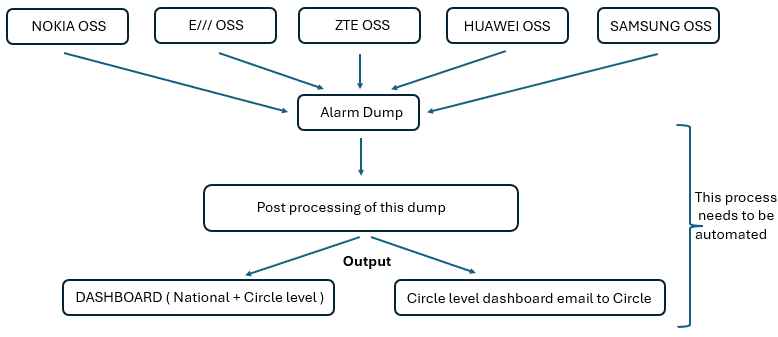 NOKIA OSS
E/// OSS
ZTE OSS
HUAWEI OSS
SAMSUNG OSS
Alarm Dump
Post processing of this dump
This process
needs to be
automated
Output
DASHBOARD ( National + Circle level )
Circle level dashboard email to Circle